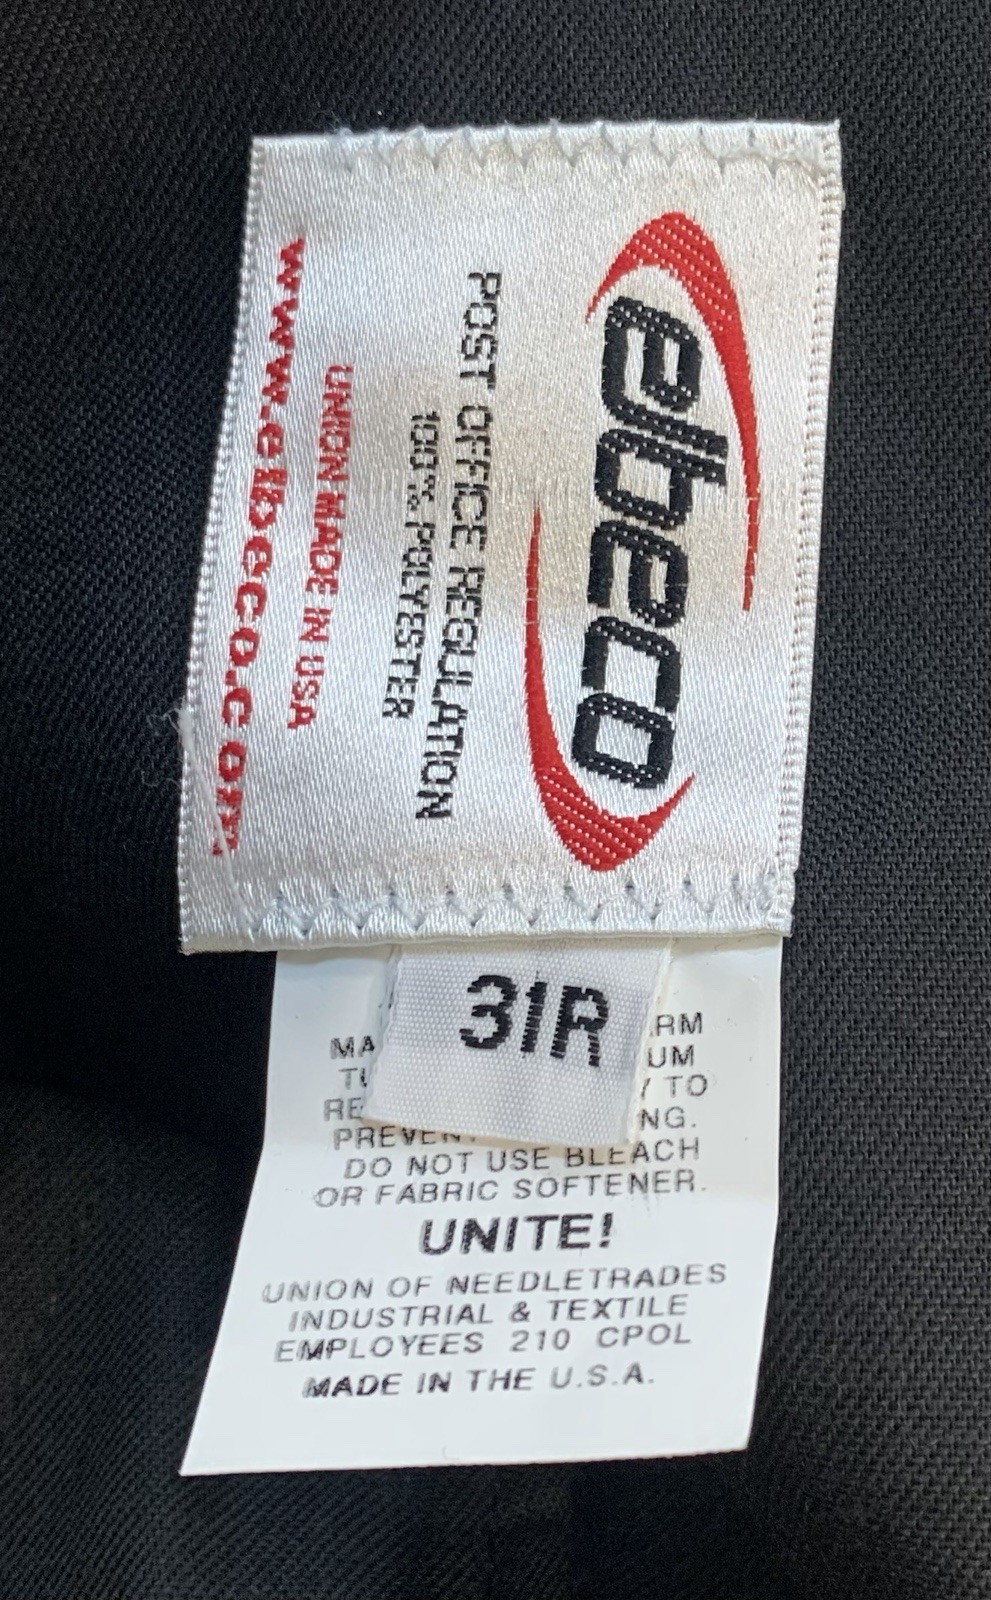 elbeco
POST OFFICE REGULATION
100% POLYESTER
UNION MADE IN USA
www.elbeco.com
31R
TO
DO NOT USE BLEACH
OR FABRIC SOFTENER.
UNITE!
UNION OF NEEDLETRADES
INDUSTRIAL & TEXTILE
EMPLOYEES 210 CPOL
MADE IN THE U.S.A.